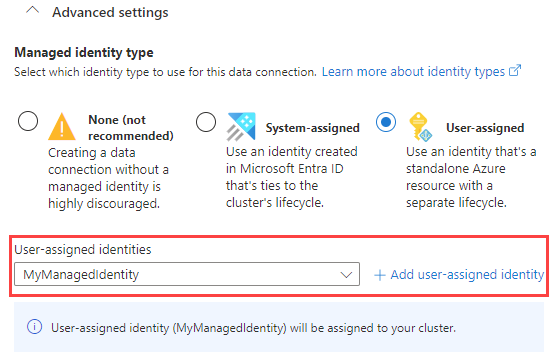 Advanced settings
Managed identity type
Select which identity type to use for this data connection. Learn more about identity types
None (not
recommended)
Creating a data
connection without a
managed identity is
highly discouraged.
System-assigned
Use an identity created
in Microsoft Entra ID
that's ties to the
cluster's lifecycle.
User-assigned
Use an identity that's a
standalone Azure
resource with a
separate lifecycle.
User-assigned identities
MyManagedIdentity
+ Add user-assigned identity
User-assigned identity (MyManagedIdentity) will be assigned to your cluster.